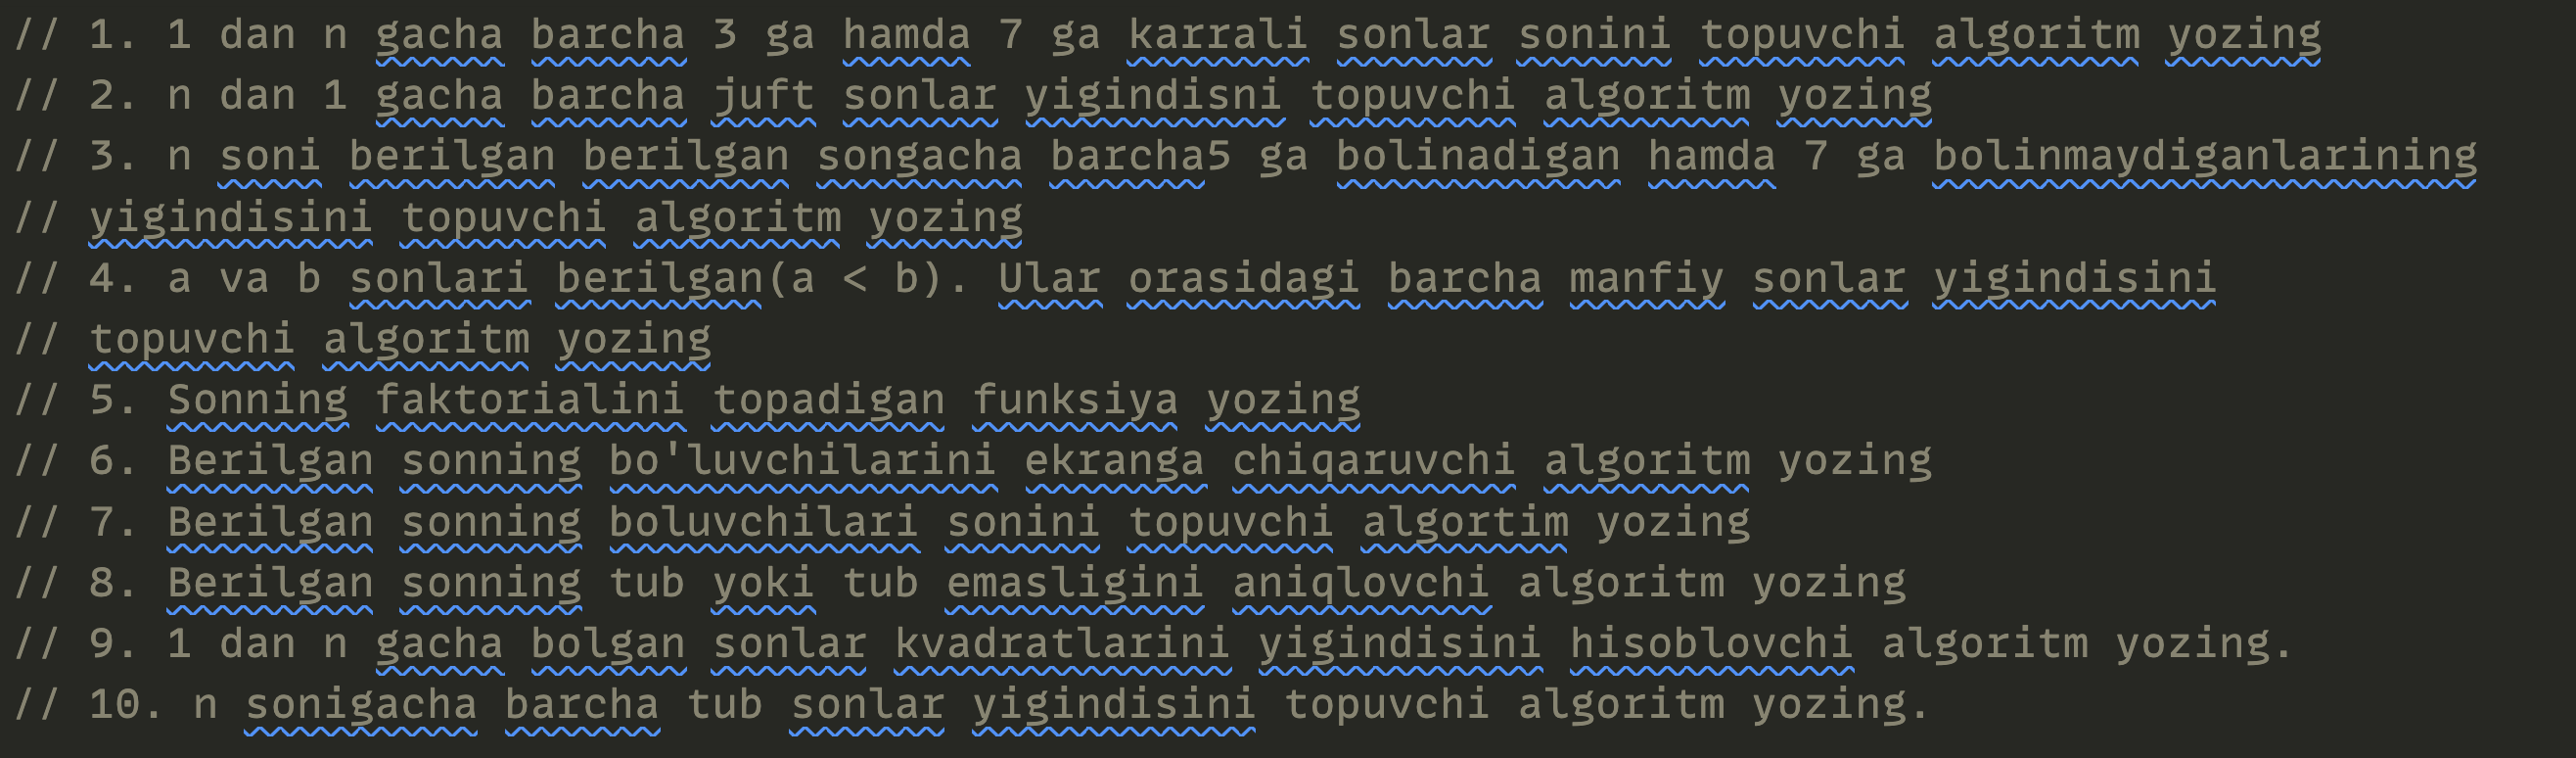 // 1. 1 dan n gacha barcha 3 ga hamda 7 ga karrali sonlar sonini topuvchi algoritm yozing
// 2. n dan 1 gacha barcha juft sonlar yigindisni topuvchi algoritm yozing
// 3. n soni berilgan berilgan songacha barcha5 ga bolinadigan hamda 7 ga bolinmaydiganlarining
// yigindisini topuvchi algoritm yozing
// 4. a va b sonlari berilgan(a < b). Ular orasidagi barcha manfiy sonlar yigindisini
// topuvchi algoritm yozing
// 5. Sonning faktorialini topadigan funksiya yozing
// 6. Berilgan sonning bo'luvchilarini ekranga chiqaruvchi algoritm yozing
// 7. Berilgan sonning boluvchilari sonini topuvchi algortim yozing
// 8. Berilgan sonning tub yoki tub emasligini aniqlovchi algoritm yozing
// 9. 1 dan n gacha bolgan sonlar kvadratlarini yigindisini hisoblovchi algoritm yozing.
// 10. n sonigacha barcha tub sonlar yigindisini topuvchi algoritm yozing.